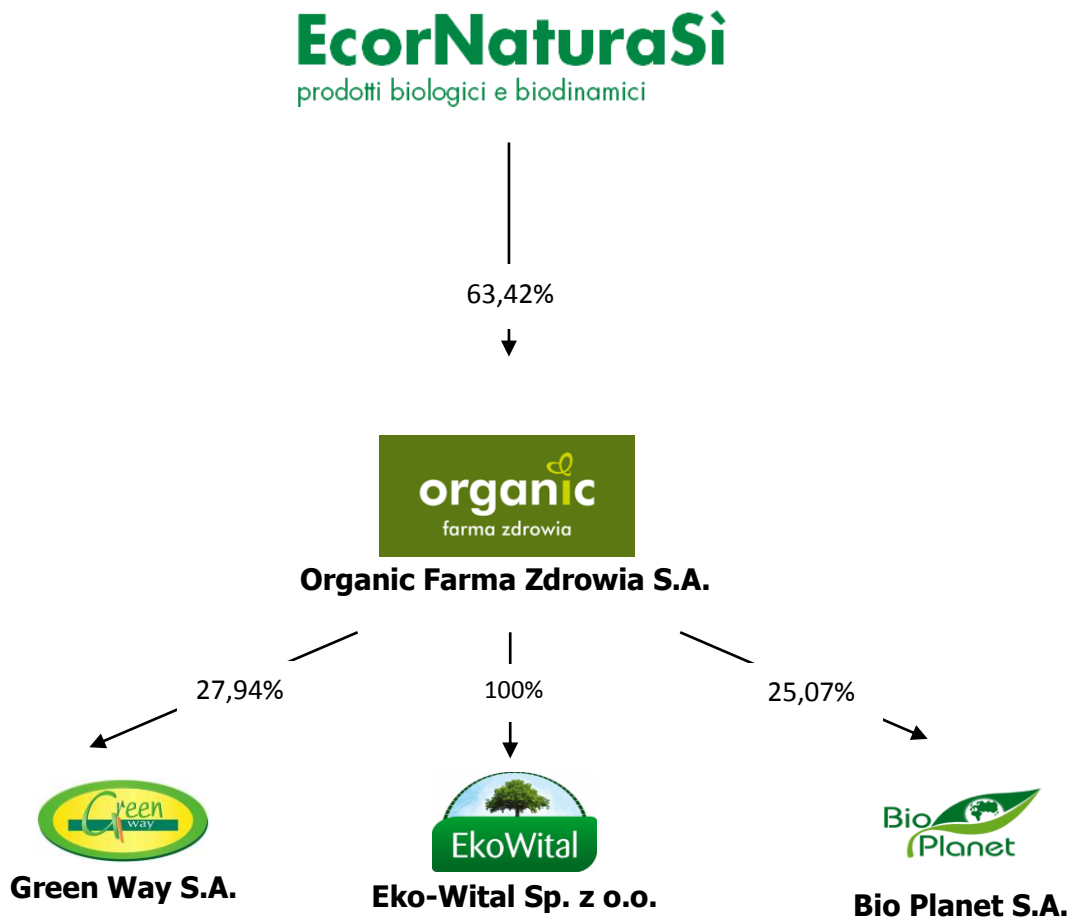 EcorNaturaSì
prodotti biologici e biodinamici
63,42%
organic
farma zdrowia
Organic Farma Zdrowia S.A.
27,94%
100%
25,07%
Green
way
EkoWital
Bio
Planet
Green Way S.A.
Eko-Wital Sp. z o.o.
Bio Planet S.A.